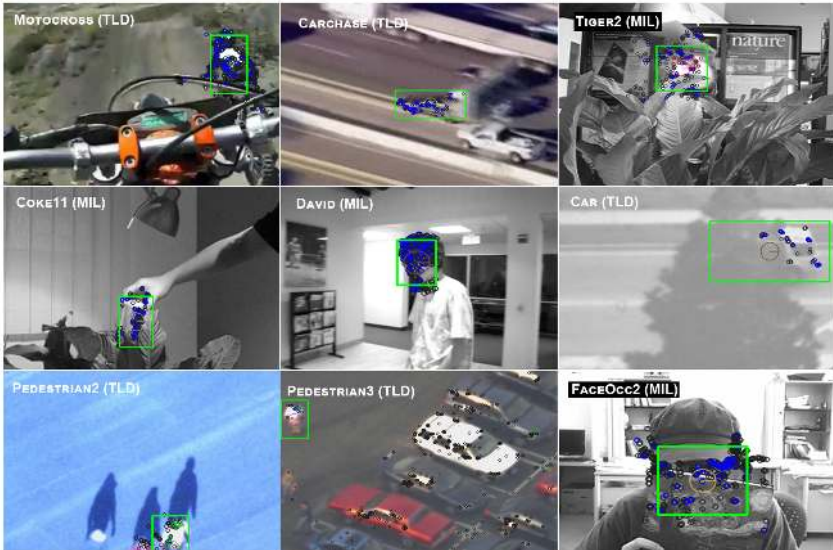 MOTOCROSS (TLD)
CARCHASE (TLD)
TIGER2 (MIL)
nature
COKE11 (MIL)
DAVID (MIL)
CAR (TLD)
PEDESTRIAN2 (TLD)
PEDESTRIAN3 (TLD)
FACEOCC2 (MIL)